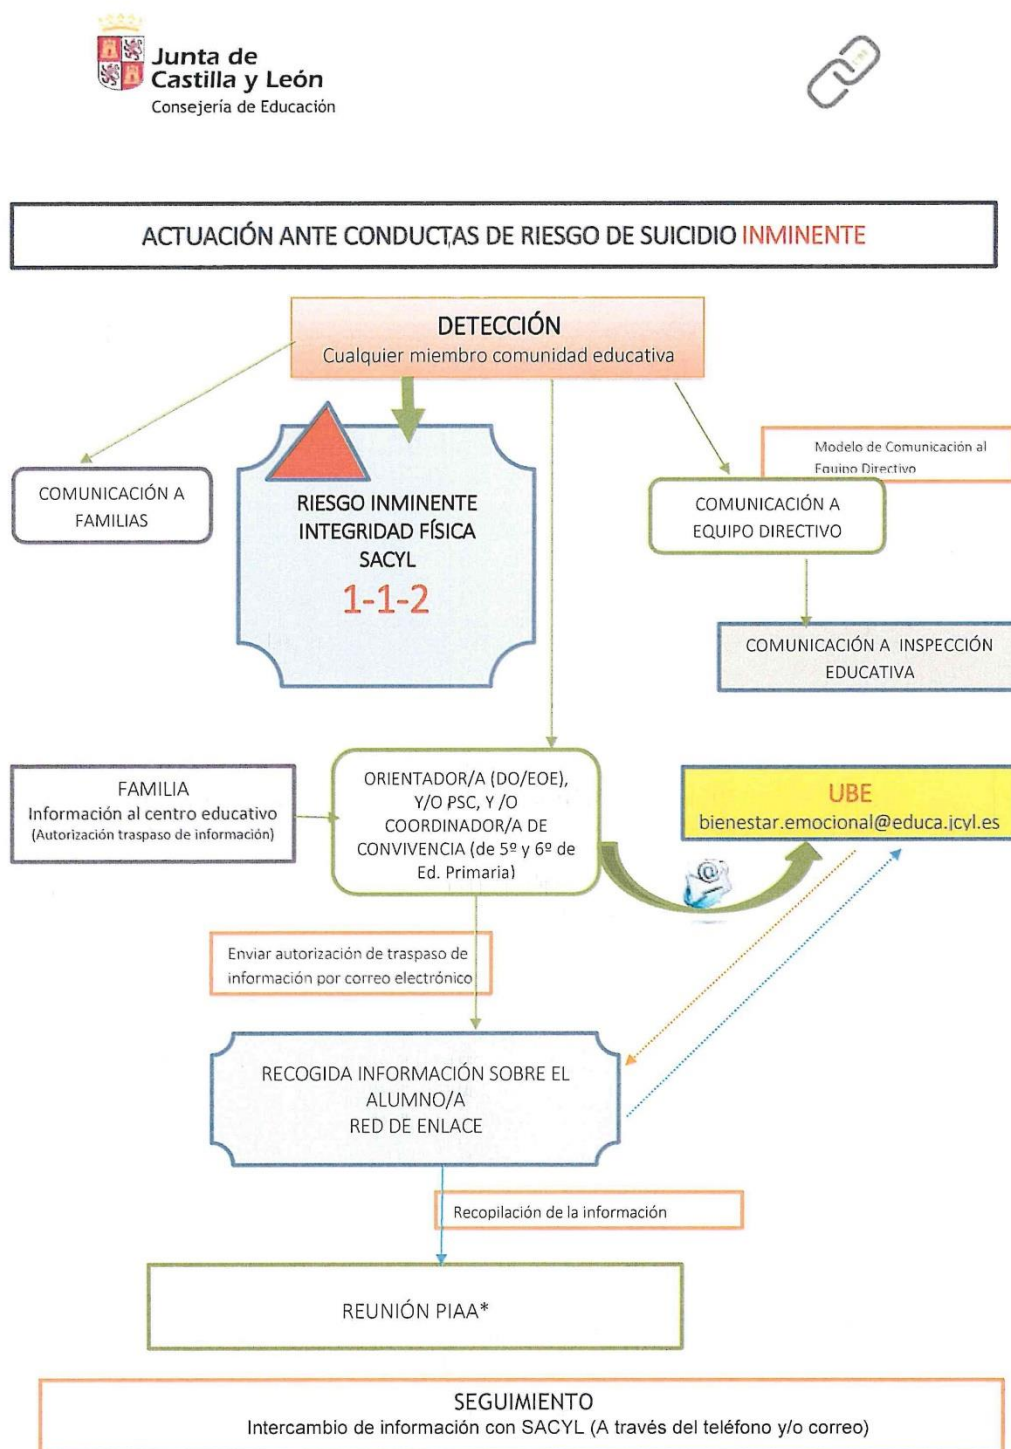 Junta de
Castilla y León
Consejería de Educación
ACTUACIÓN ANTE CONDUCTAS DE RIESGO DE SUICIDIO INMINENTE
DETECCIÓN
Cualquier miembro comunidad educativa
Modelo de Comunicación al
Equipo Directivo
COMUNICACIÓN A
FAMILIAS
RIESGO INMINENTE
INTEGRIDAD FÍSICA
SACYL
1-1-2
COMUNICACIÓN A
EQUIPO DIRECTIVO
COMUNICACIÓN A INSPECCIÓN
EDUCATIVA
FAMILIA
Información al centro educativo
(Autorización traspaso de información)
ORIENTADOR/A (DO/EOE),
Y/O PSC, Y /O
COORDINADOR/A DE
CONVIVENCIA (de 5º y 6º de
Ed. Primaria)
UBE
bienestar.emocional@educa.jcyl.es
@
Enviar autorización de traspaso de
información por correo electrónico
RECOGIDA INFORMACIÓN SOBRE EL
ALUMNO/A
RED DE ENLACE
Recopilación de la información
REUNIÓN PIAA*
SEGUIMIENTO
Intercambio de información con SACYL (A través del teléfono y/o correo)